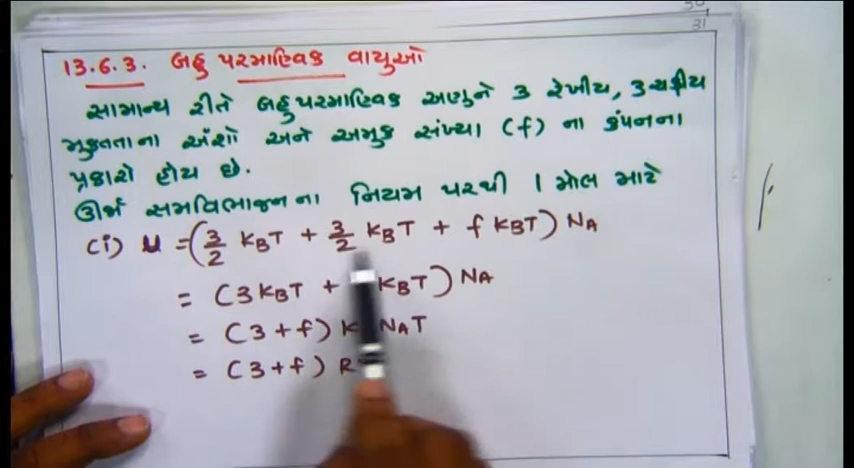 31
13.6.3. બહુ પરમાણ્વિક વાયુઓ
સામાન્ય રીતે બહુપરમાણ્વિક અણુને 3 રેખીય, 3 ચક્રીય
મુક્તતાના અંશો અને અમુક સંખ્યા (f) ના કંપનના
પ્રકારો હોય છે.
ઊર્જા સમવિભાજનના નિયમ પરથી 1 મોલ માટે
(i) u = (3/2 KBT + 3/2 KBT + f KBT) NA
= (3KBT + KBT) NA
= (3+f) K NAT
= (3+f) R